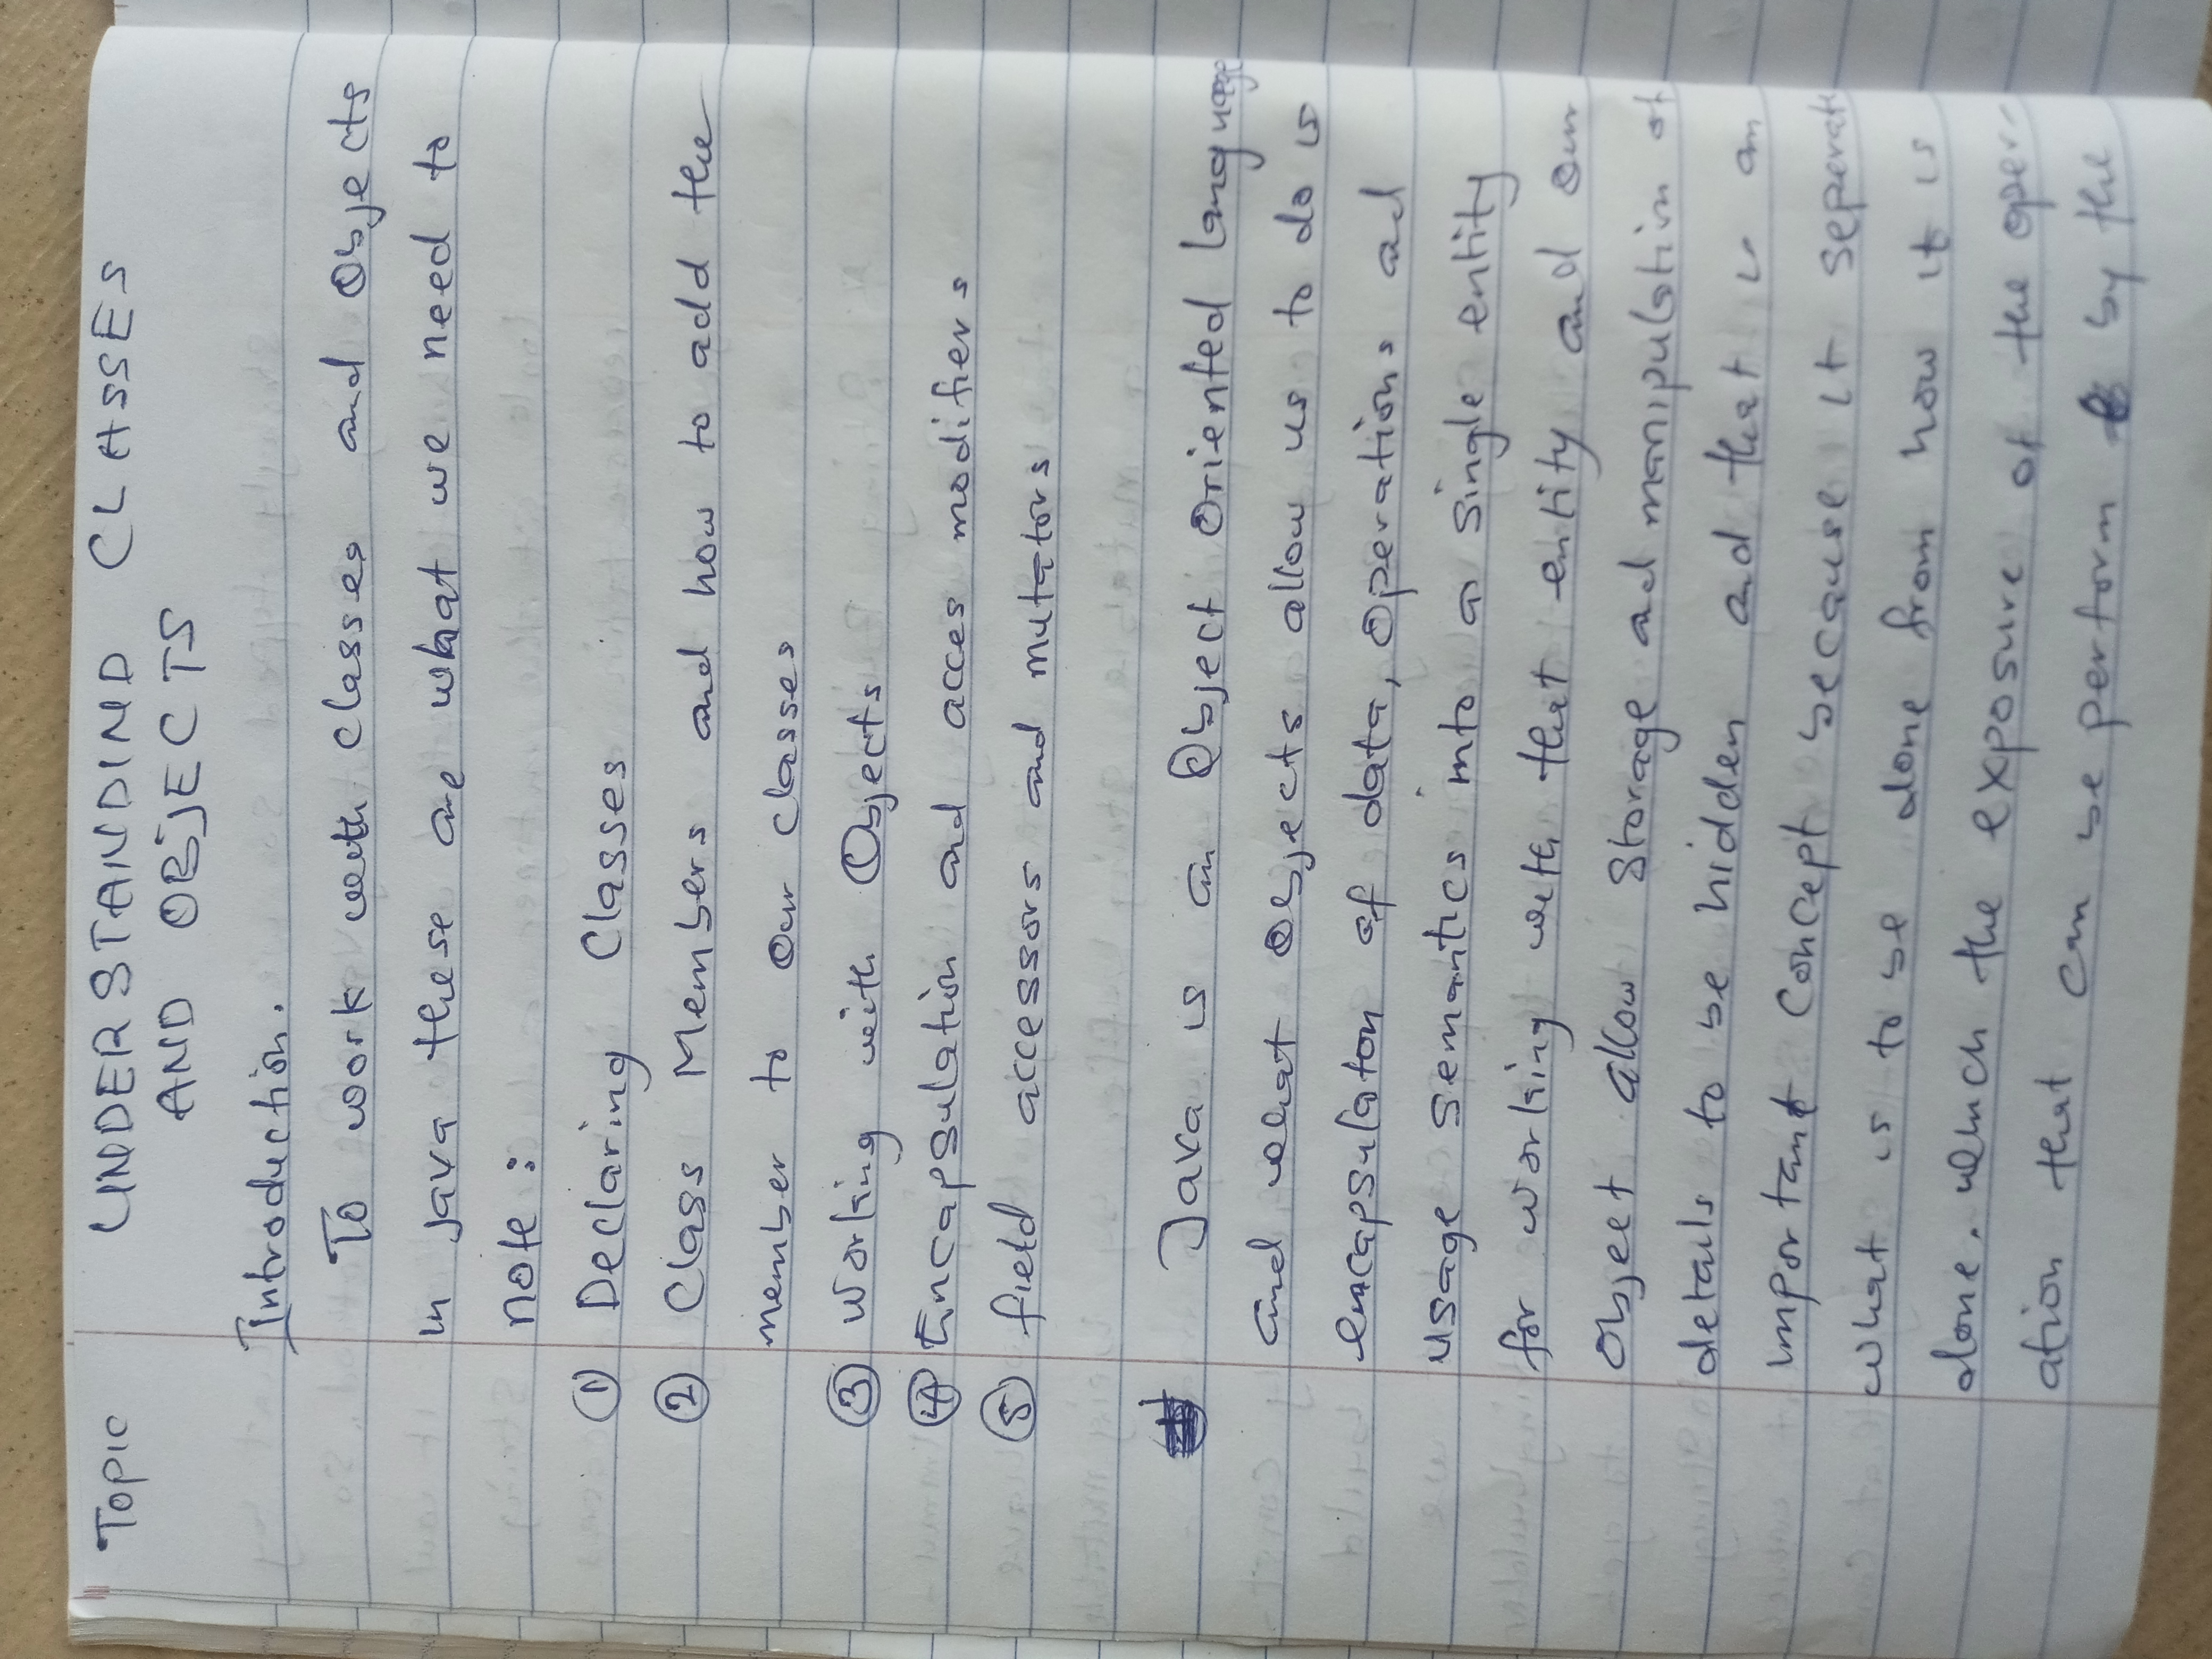 Topic UNDERSTANDIND CLASSES
AND OBJECTS
Introduction.
To work with classes and Objects
in java these are what we need to
note:
① Declaring Classes
② Class Members and how to add the
member to our classes
③ working with Objects
④ Encapsulation and acces modifiers
⑤ field accessors and mutators
Java is an Object Oriented language
and what Objects allow us to do is
encapsulaton of data, Operations and
usage semantics into a single entity
for working with that entity and our
object allow storage and manipulation of
details to be hidden and that is an
important concept because it seperate
what is to be done from how it is
done. which the exposure of the oper-
ation that can be perform by the